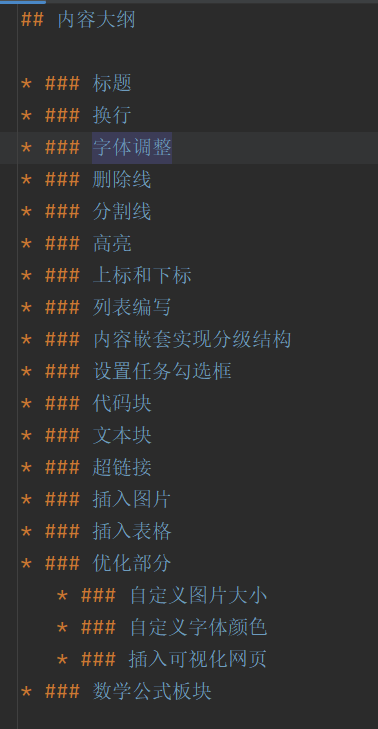 ## 内容大纲
* ### 标题
* ### 换行
* ### 字体调整
* ### 删除线
* ### 分割线
* ### 高亮
* ### 上标和下标
* ### 列表编写
* ### 内容嵌套实现分级结构
* ### 设置任务勾选框
* ### 代码块
* ### 文本块
* ### 超链接
* ### 插入图片
* ### 插入表格
* ### 优化部分
* ### 自定义图片大小
* ### 自定义字体颜色
* ### 插入可视化网页
* ### 数学公式板块